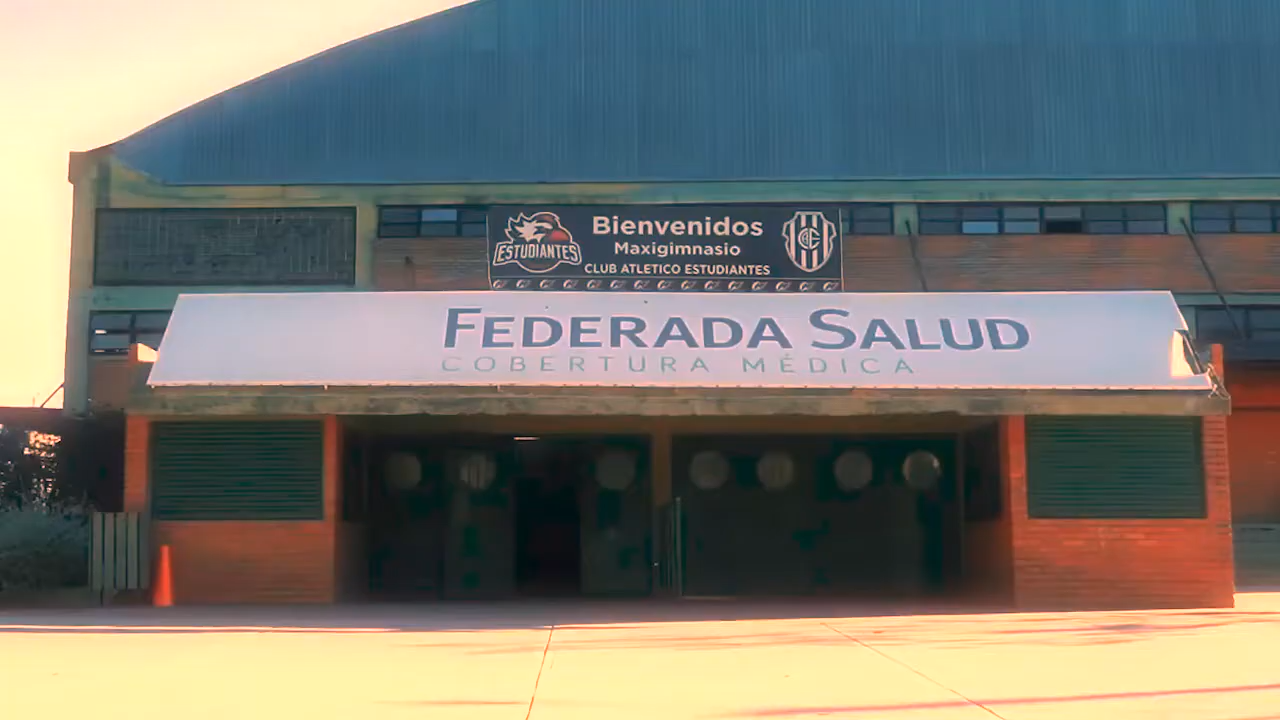 Bienvenidos
Maxigimnasio
CLUB ATLETICO ESTUDIANTES
ESTUDIANTES
CAE
FEDERADA SALUD
COBERTURA MÉDICA